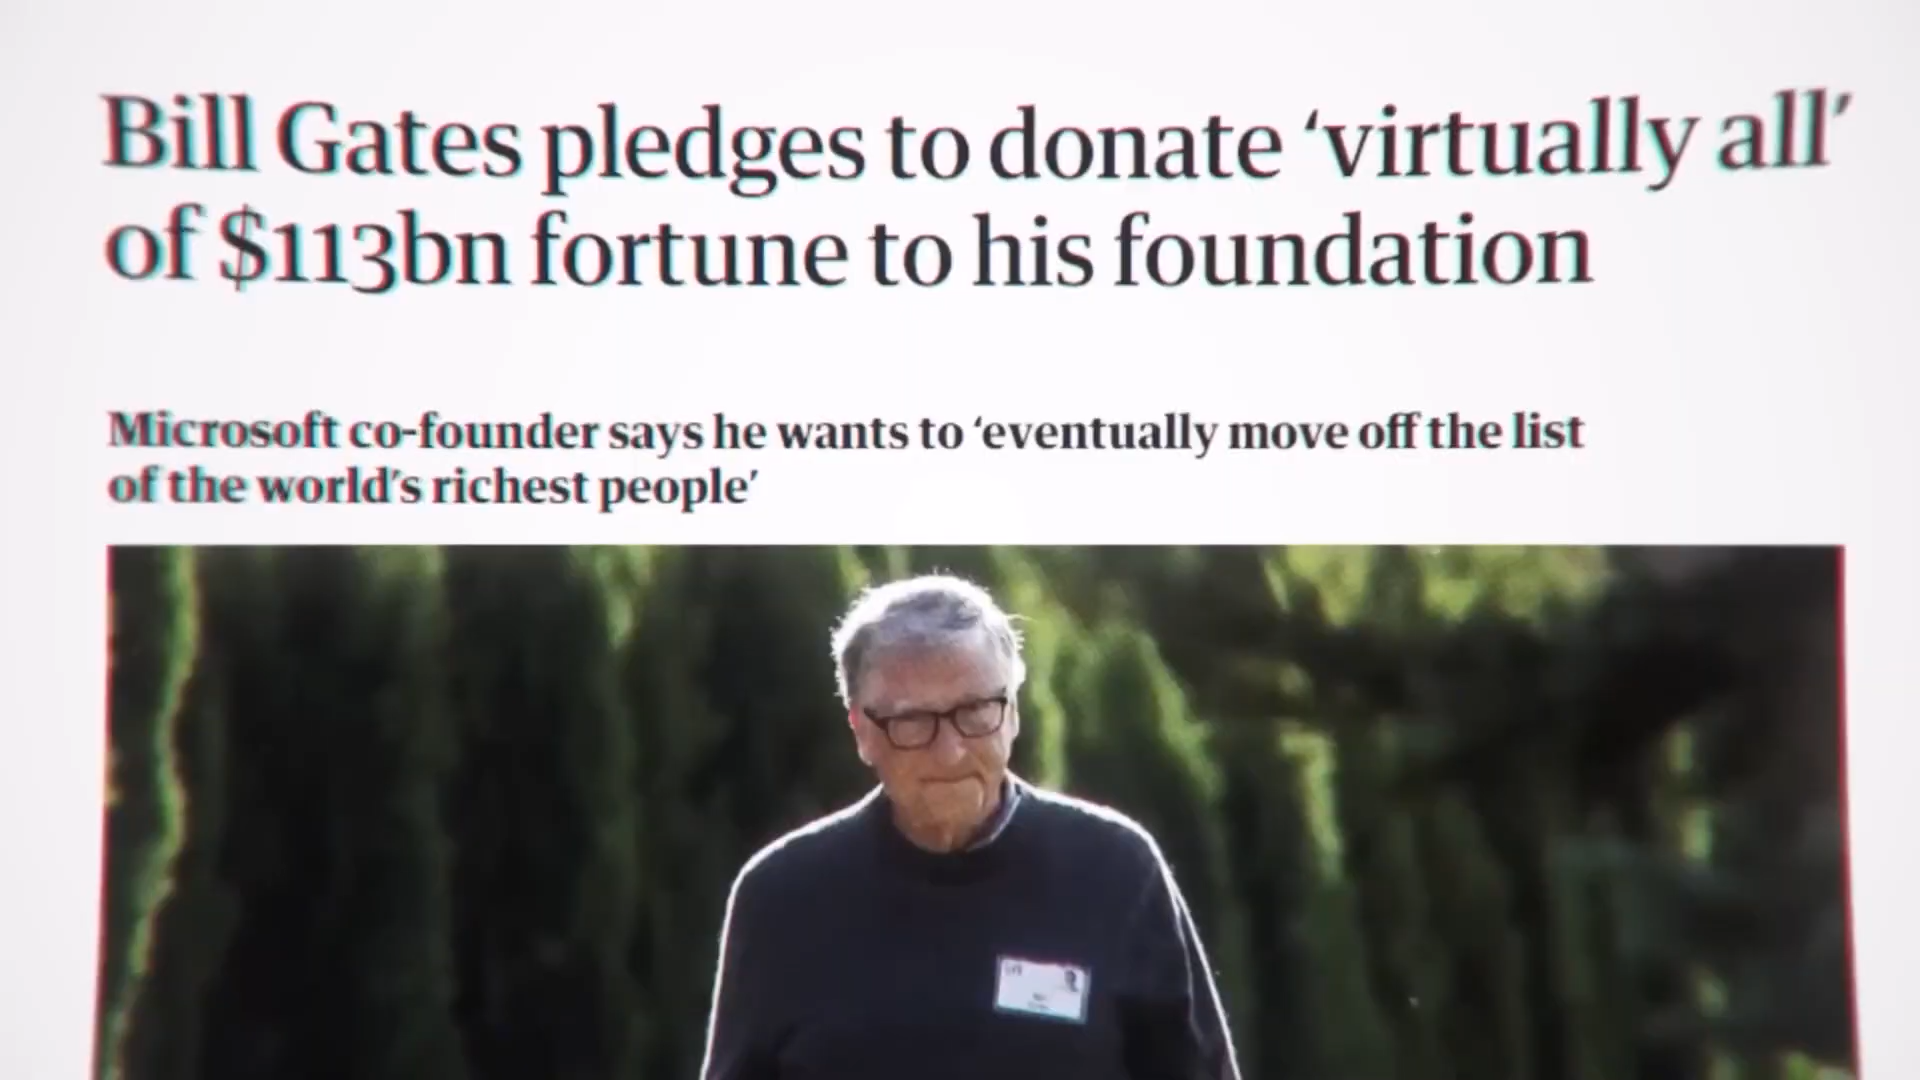 Bill Gates pledges to donate ‘virtually all’
of $113bn fortune to his foundation
Microsoft co-founder says he wants to ‘eventually move off the list
of the world’s richest people’